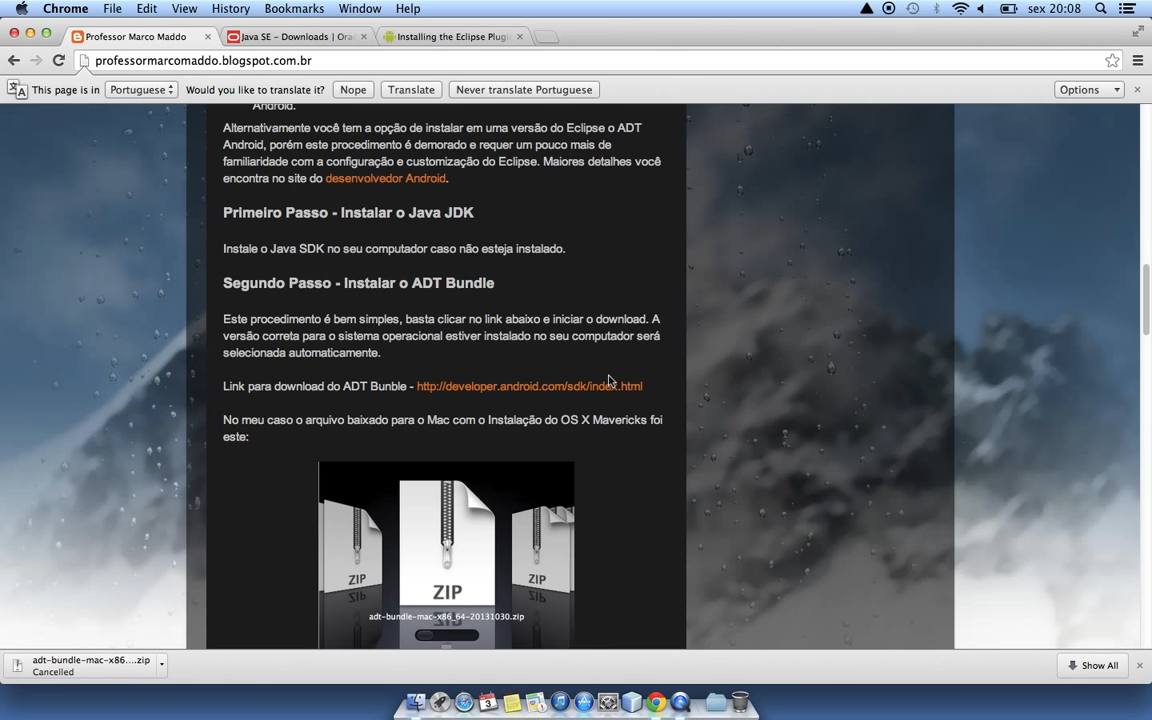 Chrome File Edit View History Bookmarks Window Help sex 20:08
Professor Marco Maddo Java SE - Downloads | Ora Installing the Eclipse Plugin
professormarcomaddo.blogspot.com.br
This page is in Portuguese Would you like to translate it? Nope Translate Never translate Portuguese Options
Android.
Alternativamente você tem a opção de instalar em uma versão do Eclipse o ADT
Android, porém este procedimento é demorado e requer um pouco mais de
familiaridade com a configuração e customização do Eclipse. Maiores detalhes você
encontra no site do desenvolvedor Android.
Primeiro Passo - Instalar o Java JDK
Instale o Java SDK no seu computador caso não esteja instalado.
Segundo Passo - Instalar o ADT Bundle
Este procedimento é bem simples, basta clicar no link abaixo e iniciar o download. A
versão correta para o sistema operacional estiver instalado no seu computador será
selecionada automaticamente.
Link para download do ADT Bunble - http://developer.android.com/sdk/index.html
No meu caso o arquivo baixado para o Mac com o Instalação do OS X Mavericks foi
este:
ZIP ZIP ZIP
adt-bundle-mac-x86_64-20131030.zip
adt-bundle-mac-x86....zip
Cancelled
Show All
3